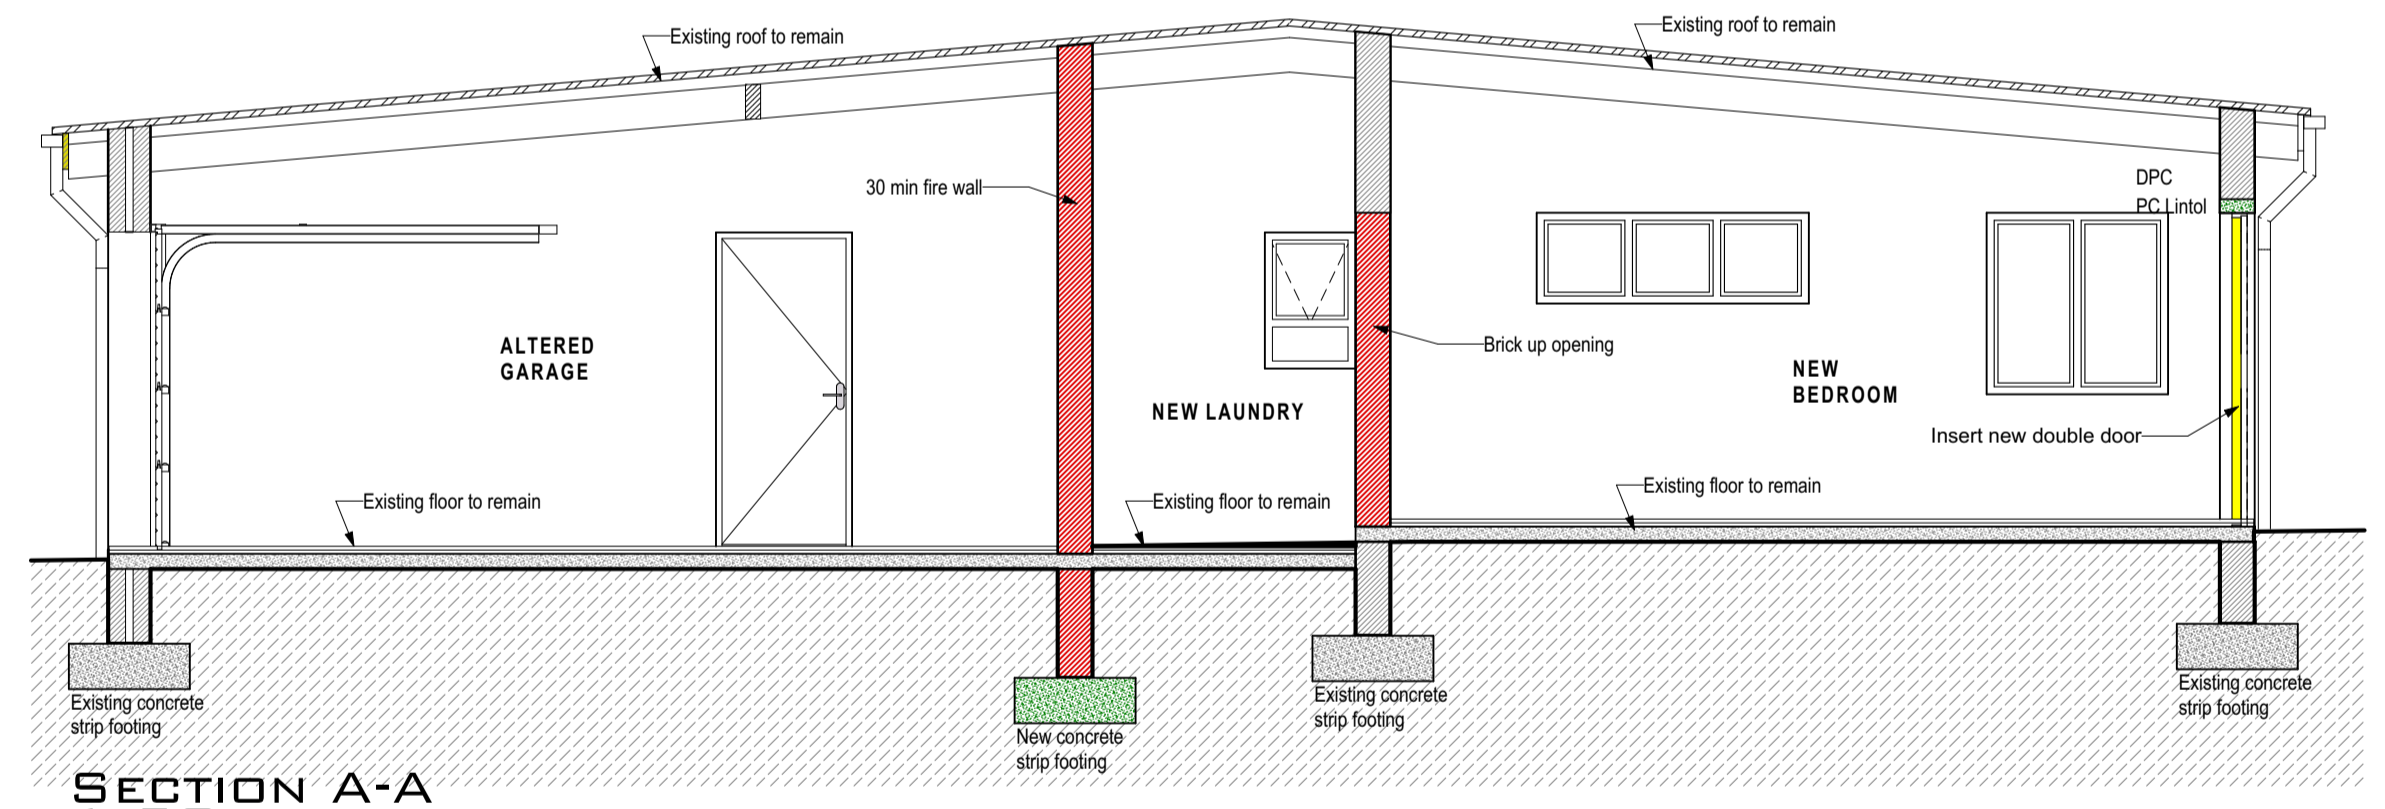 Existing roof to remain
Existing roof to remain
30 min fire wall
DPC
PC Lintol
ALTERED
GARAGE
Brick up opening
NEW
BEDROOM
NEW LAUNDRY
Insert new double door
Existing floor to remain
Existing floor to remain
Existing floor to remain
Existing concrete
strip footing
New concrete
strip footing
Existing concrete
strip footing
Existing concrete
strip footing
SECTION A-A